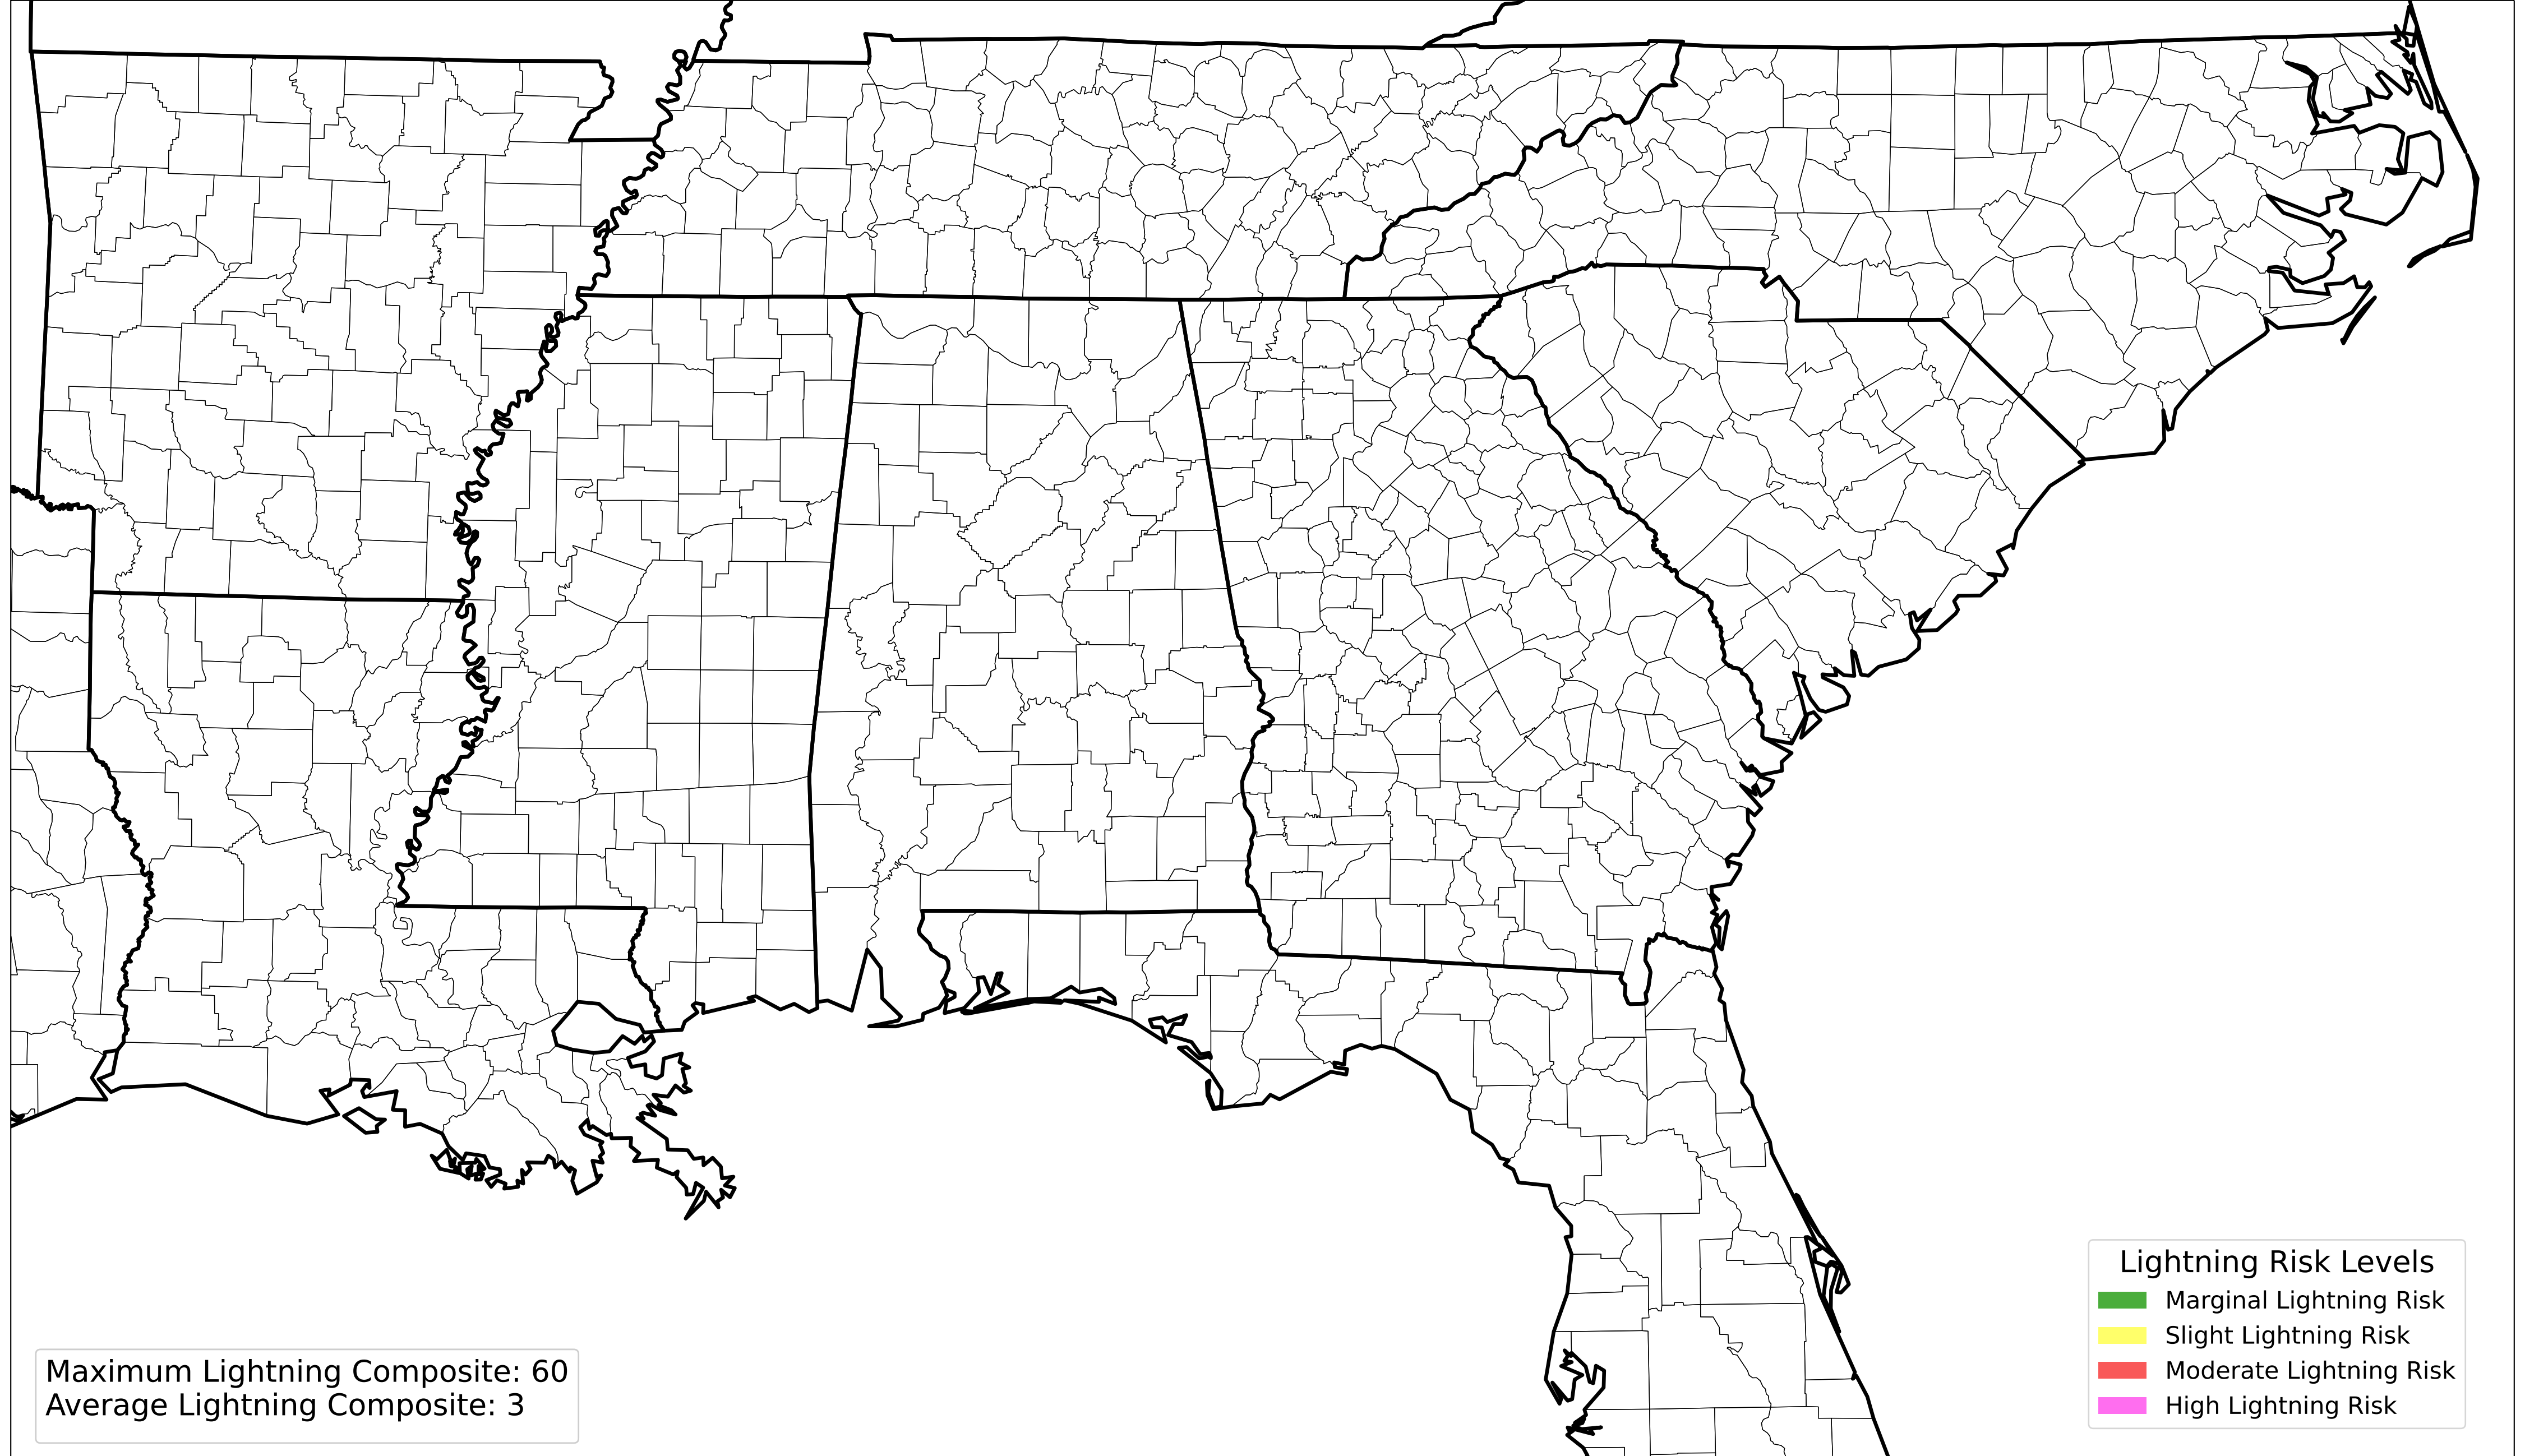 Maximum Lightning Composite: 60
Average Lightning Composite: 3
Lightning Risk Levels
Marginal Lightning Risk
Slight Lightning Risk
Moderate Lightning Risk
High Lightning Risk